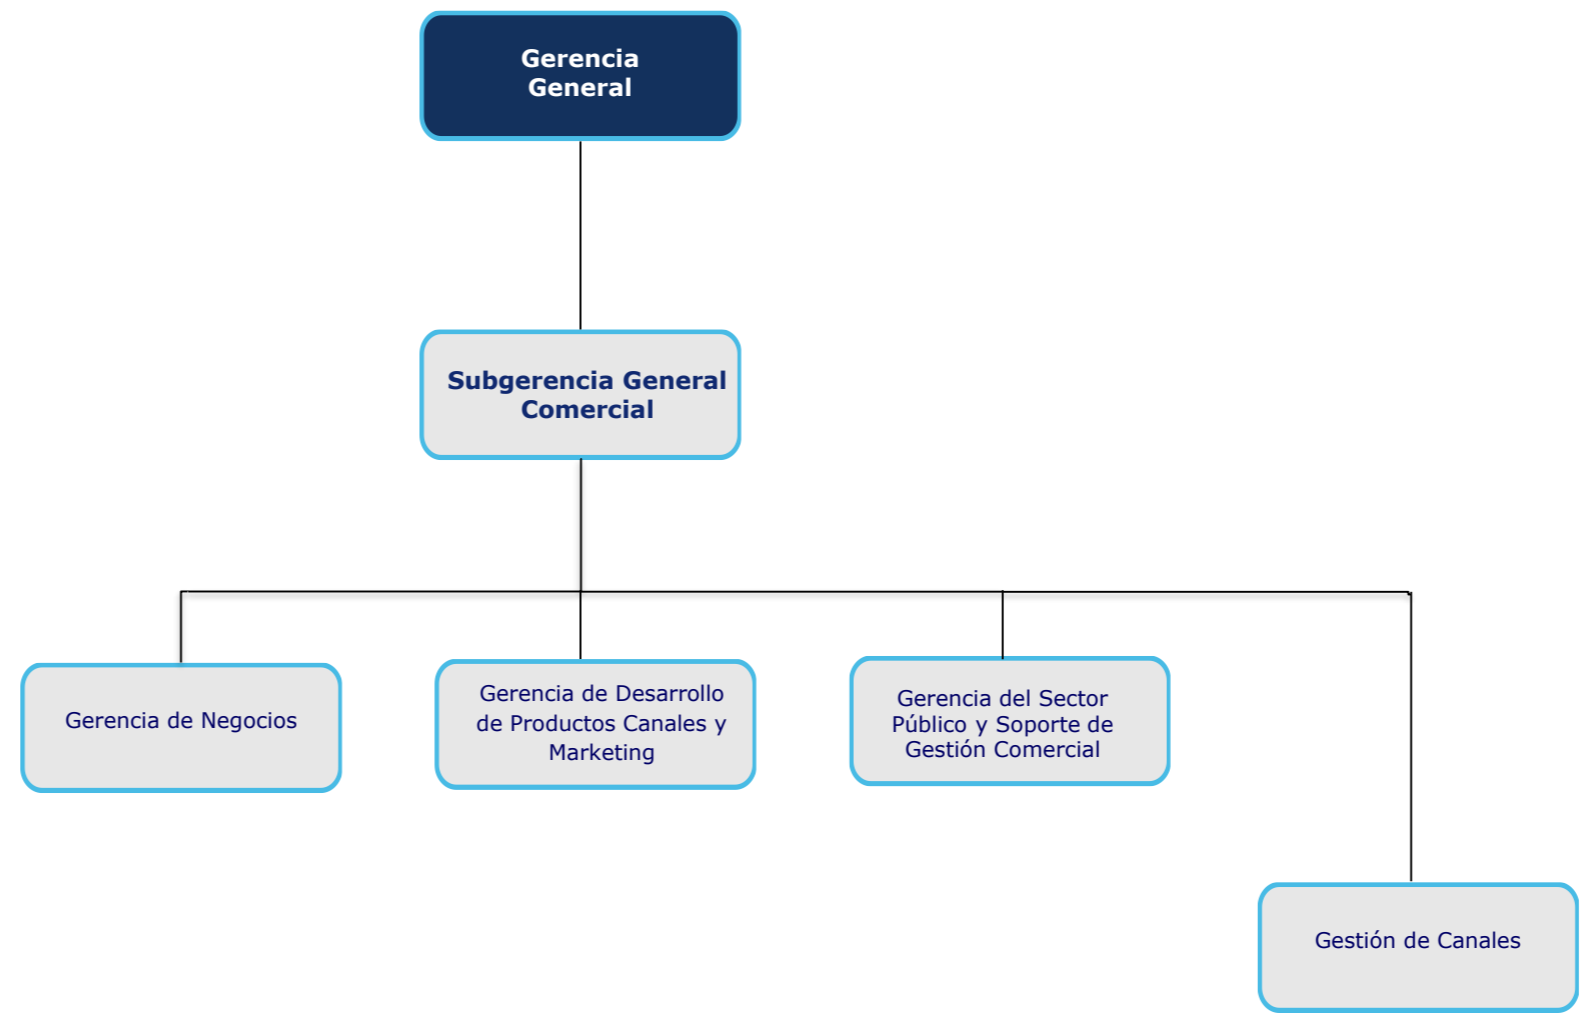 Gerencia
General
Subgerencia General
Comercial
Gerencia de Negocios
Gerencia de Desarrollo
de Productos Canales y
Marketing
Gerencia del Sector
Público y Soporte de
Gestión Comercial
Gestión de Canales